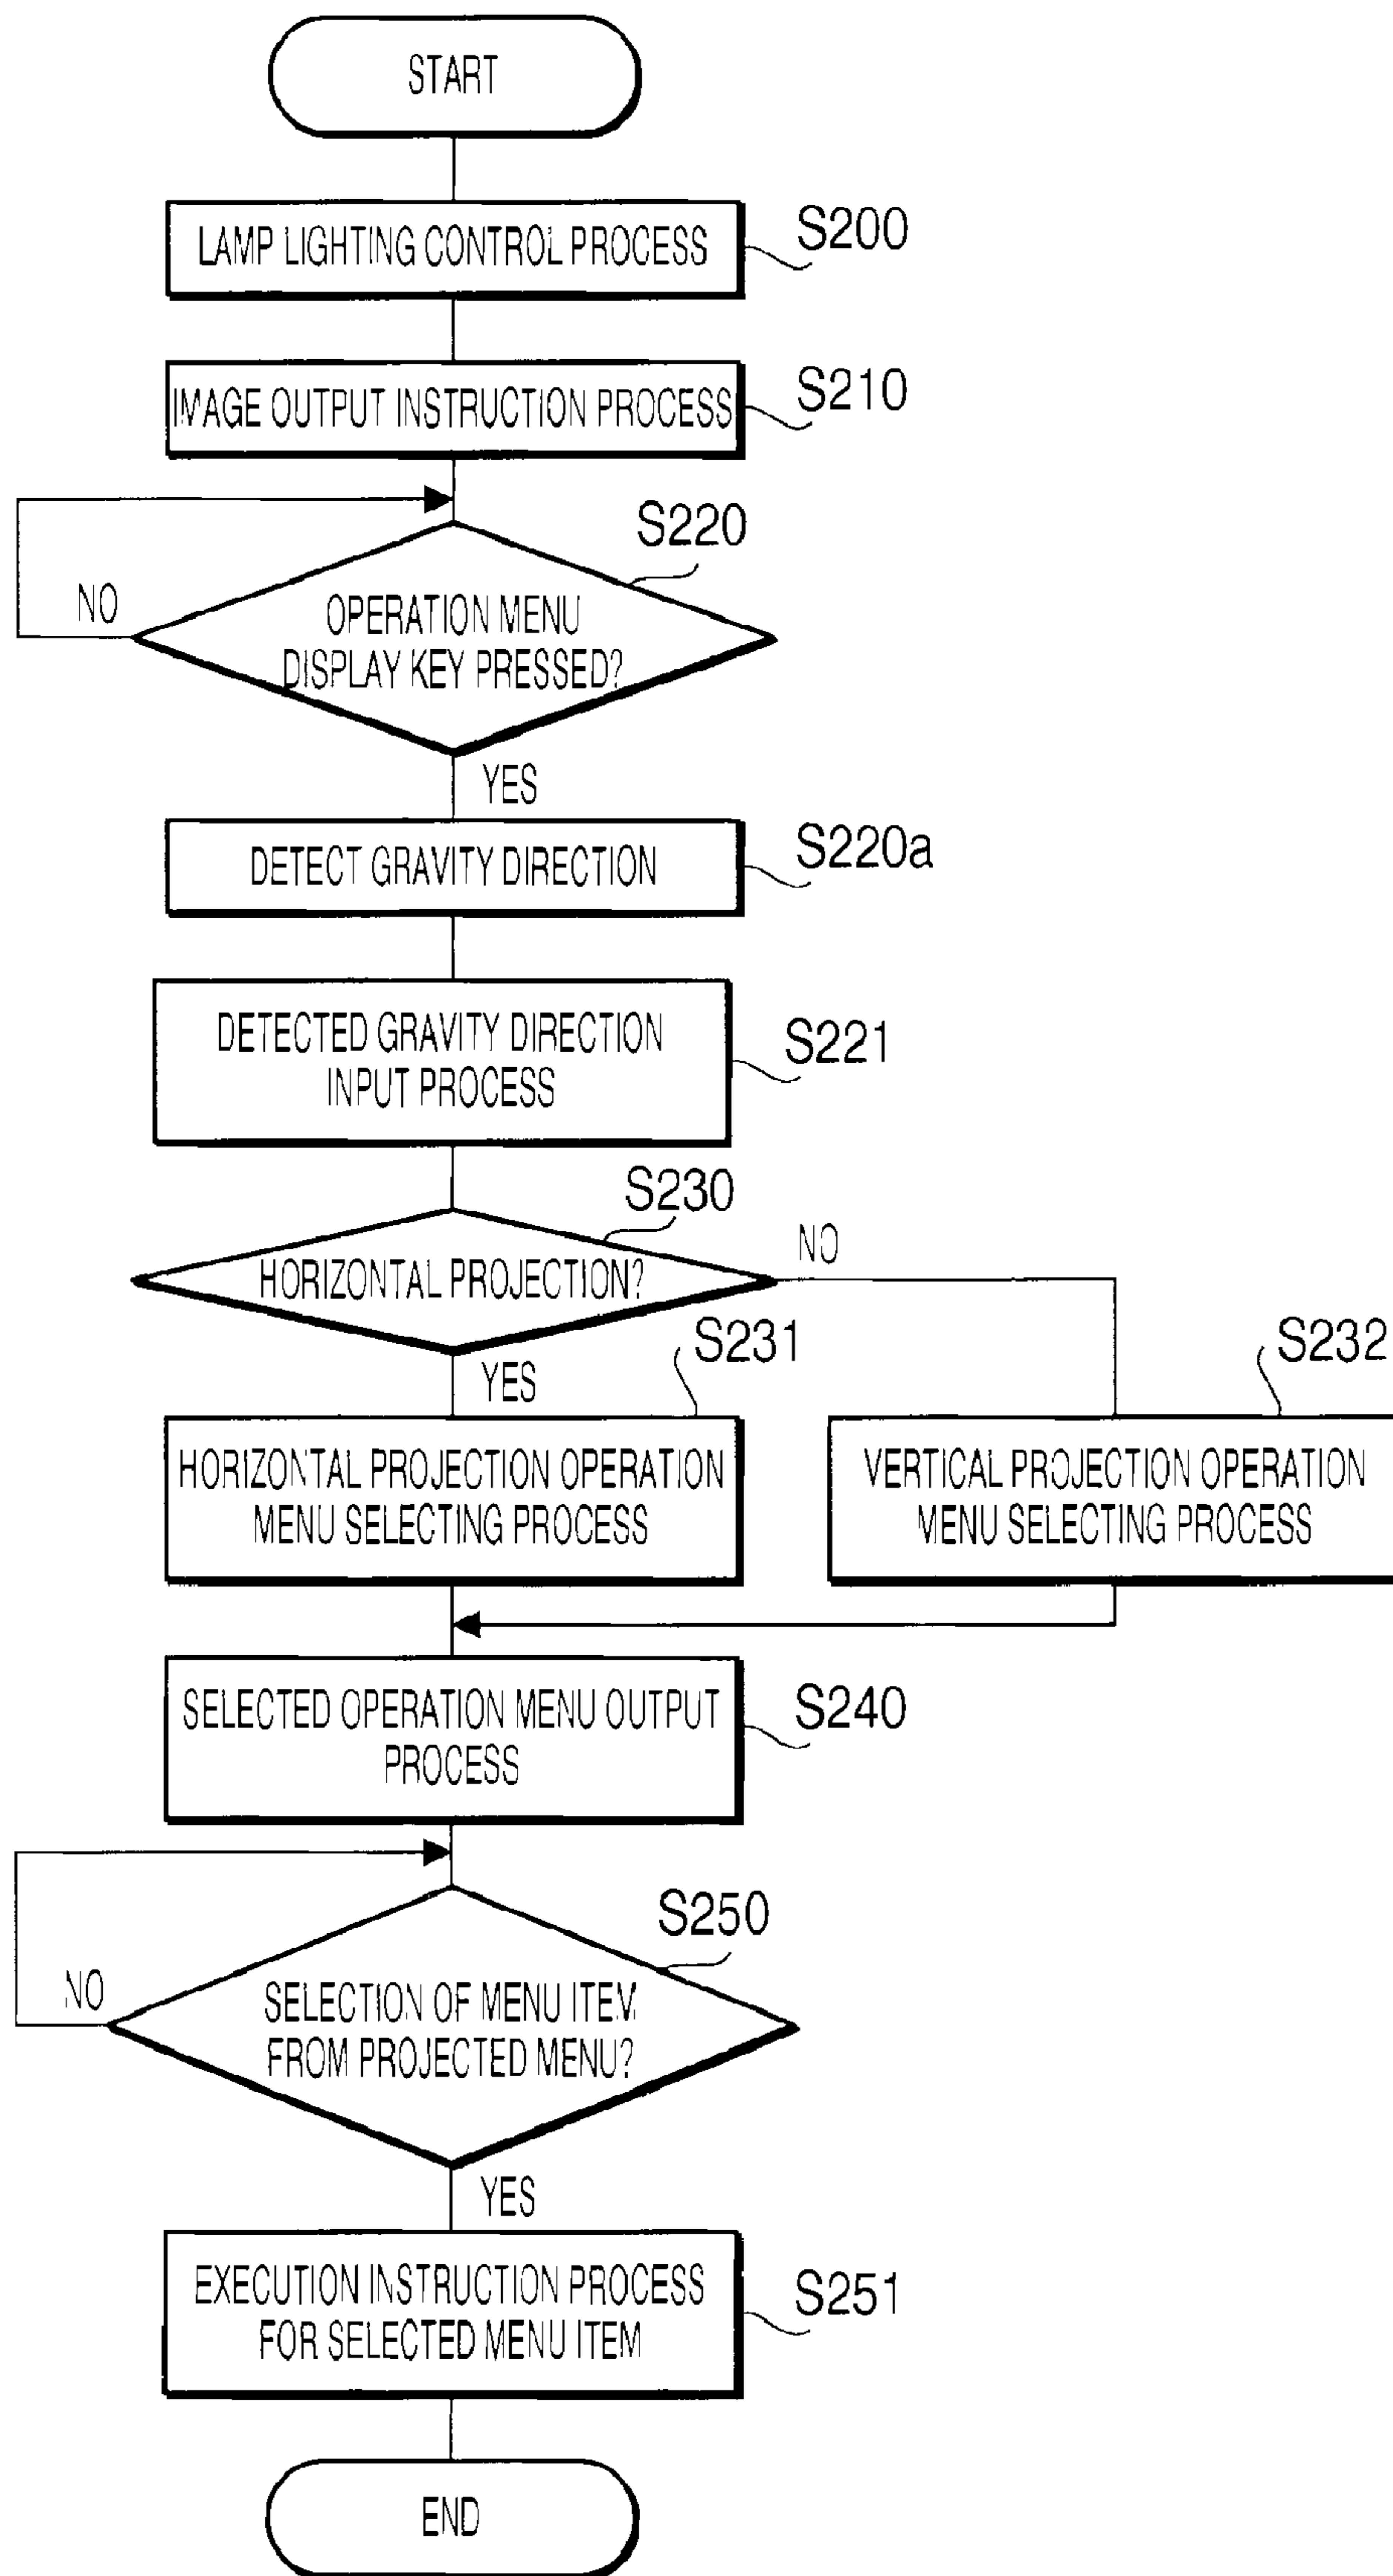 START
LAMP LIGHTING CONTROL PROCESS
S200
IMAGE OUTPUT INSTRUCTION PROCESS
S210
S220
NO
OPERATION MENU
DISPLAY KEY PRESSED?
YES
DETECT GRAVITY DIRECTION
S220a
DETECTED GRAVITY DIRECTION
INPUT PROCESS
S221
S230
HORIZONTAL PROJECTION?
NO
YES
S231
S232
HORIZONTAL PROJECTION OPERATION
MENU SELECTING PROCESS
VERTICAL PROJECTION OPERATION
MENU SELECTING PROCESS
SELECTED OPERATION MENU OUTPUT
PROCESS
S240
S250
NO
SELECTION OF MENU ITEM
FROM PROJECTED MENU?
YES
EXECUTION INSTRUCTION PROCESS
FOR SELECTED MENU ITEM
S251
END